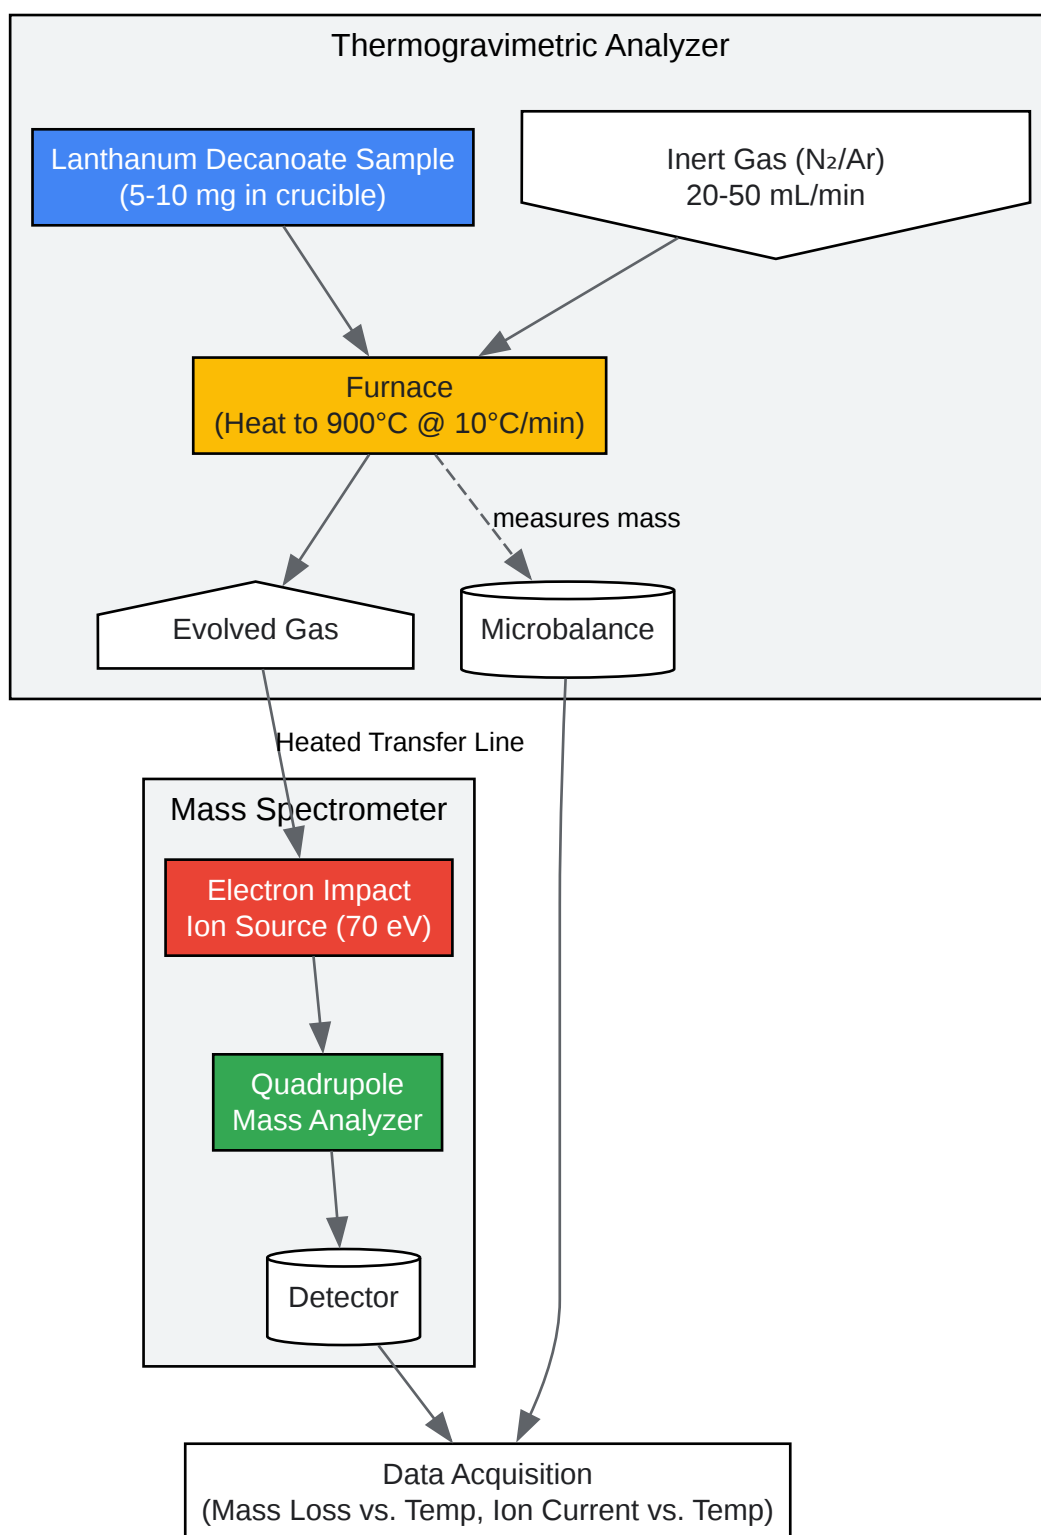 Thermogravimetric Analyzer
Lanthanum Decanoate Sample
(5-10 mg in crucible)
Inert Gas (N₂/Ar)
20-50 mL/min
Furnace
(Heat to 900°C @ 10°C/min)
measures mass
Evolved Gas
Microbalance
Heated Transfer Line
Mass Spectrometer
Electron Impact
Ion Source (70 eV)
Quadrupole
Mass Analyzer
Detector
Data Acquisition
(Mass Loss vs. Temp, Ion Current vs. Temp)